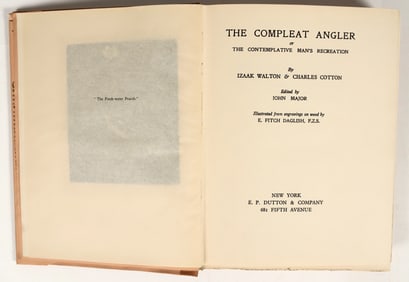 "The Fresh-water Pearch."
THE COMPLEAT ANGLER
or
THE CONTEMPLATIVE MAN'S RECREATION
By
IZAAK WALTON & CHARLES COTTON
Edited by
JOHN MAJOR
Illustrated from engravings on wood by
E. FITCH DAGLISH, F.Z.S.
NEW YORK
E. P. DUTTON & COMPANY
681 FIFTH AVENUE